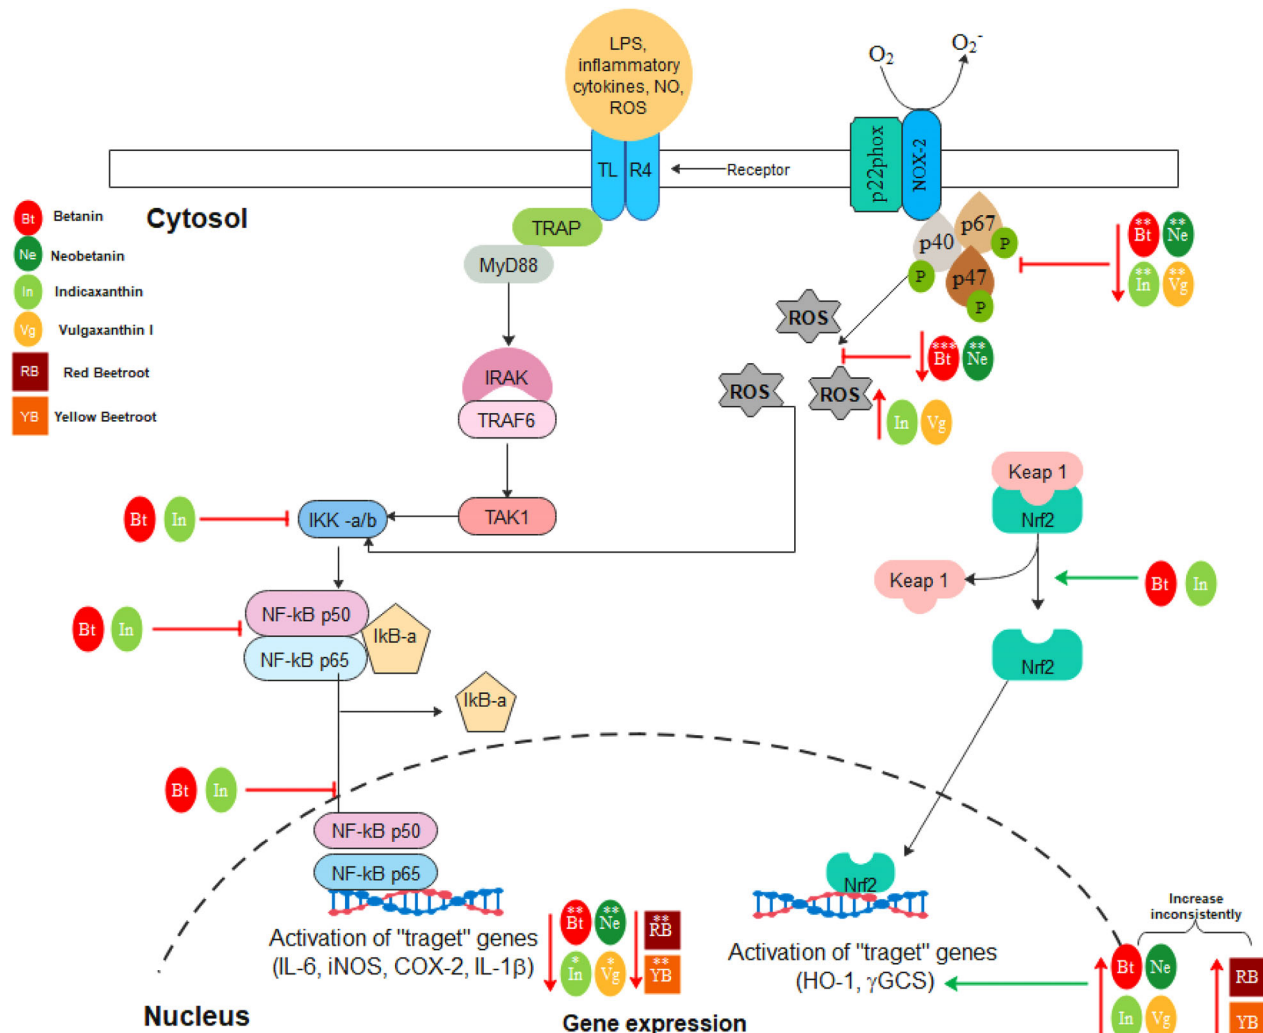 LPS,
inflammatory
cytokines, NO,
ROS
O2
O2-
TL R4
Receptor
p22phox
NOX-2
Cytosol
Bt Betanin
Ne Neobetanin
In Indicaxanthin
Vg Vulgaxanthin I
RB Red Beetroot
YB Yellow Beetroot
TRAP
MyD88
p40
p67
p47
P
P
P
** **
Bt Ne
** **
In Vg
ROS
ROS
ROS
*** **
Bt Ne
In Vg
IRAK
TRAF6
TAK1
IKK -a/b
Bt In
Keap 1
Nrf2
Keap 1
Bt In
Nrf2
NF-kB p50
NF-kB p65
IkB-a
Bt In
IkB-a
Bt In
NF-kB p50
NF-kB p65
Nrf2
Activation of "traget" genes
(IL-6, iNOS, COX-2, IL-1β)
** **
Bt Ne
* *
In Vg
**
RB
**
YB
Activation of "traget" genes
(HO-1, γGCS)
Increase
inconsistently
Bt Ne
In Vg
RB
YB
Nucleus
Gene expression